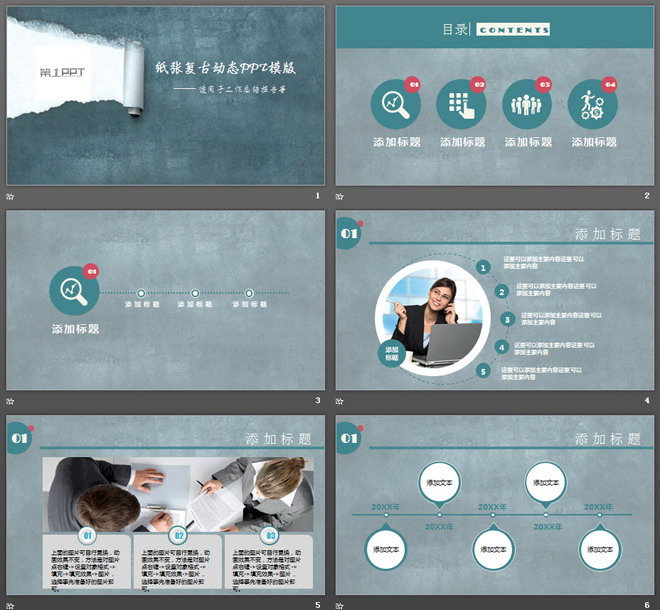 第1PPT
纸张复古动态PPT模版
——适用于工作总结报告等
1
目录 CONTENTS
01 02 03 04
添加标题 添加标题 添加标题 添加标题
2
01
添加标题
添加标题 添加标题 添加标题
3
01
添加标题
1
这里可以添加主要内容这里可以
添加主要内容
2
这里可以添加主要内容这里可以
添加主要内容
3
这里可以添加主要内容这里可以
添加主要内容
4
这里可以添加主要内容这里可以
添加主要内容
5
这里可以添加主要内容这里可以
添加主要内容
添加
标题
4
01
添加标题
01
上面的图片可自行更换，助
面效果不变，方法是对图片
点右键->设置对象格式->
填充->填充效果->图片，
选择事先准备好的图片即
可。
02
上面的图片可自行更换，助
面效果不变，方法是对图片
点右键->设置对象格式->
填充->填充效果->图片，
选择事先准备好的图片即
可。
03
上面的图片可自行更换，助
面效果不变，方法是对图片
点右键->设置对象格式->
填充->填充效果->图片，
选择事先准备好的图片即
可。
5
01
添加标题
添加文本 添加文本
20XX年 20XX年 20XX年
20XX年 20XX年
添加文本 添加文本 添加文本
6